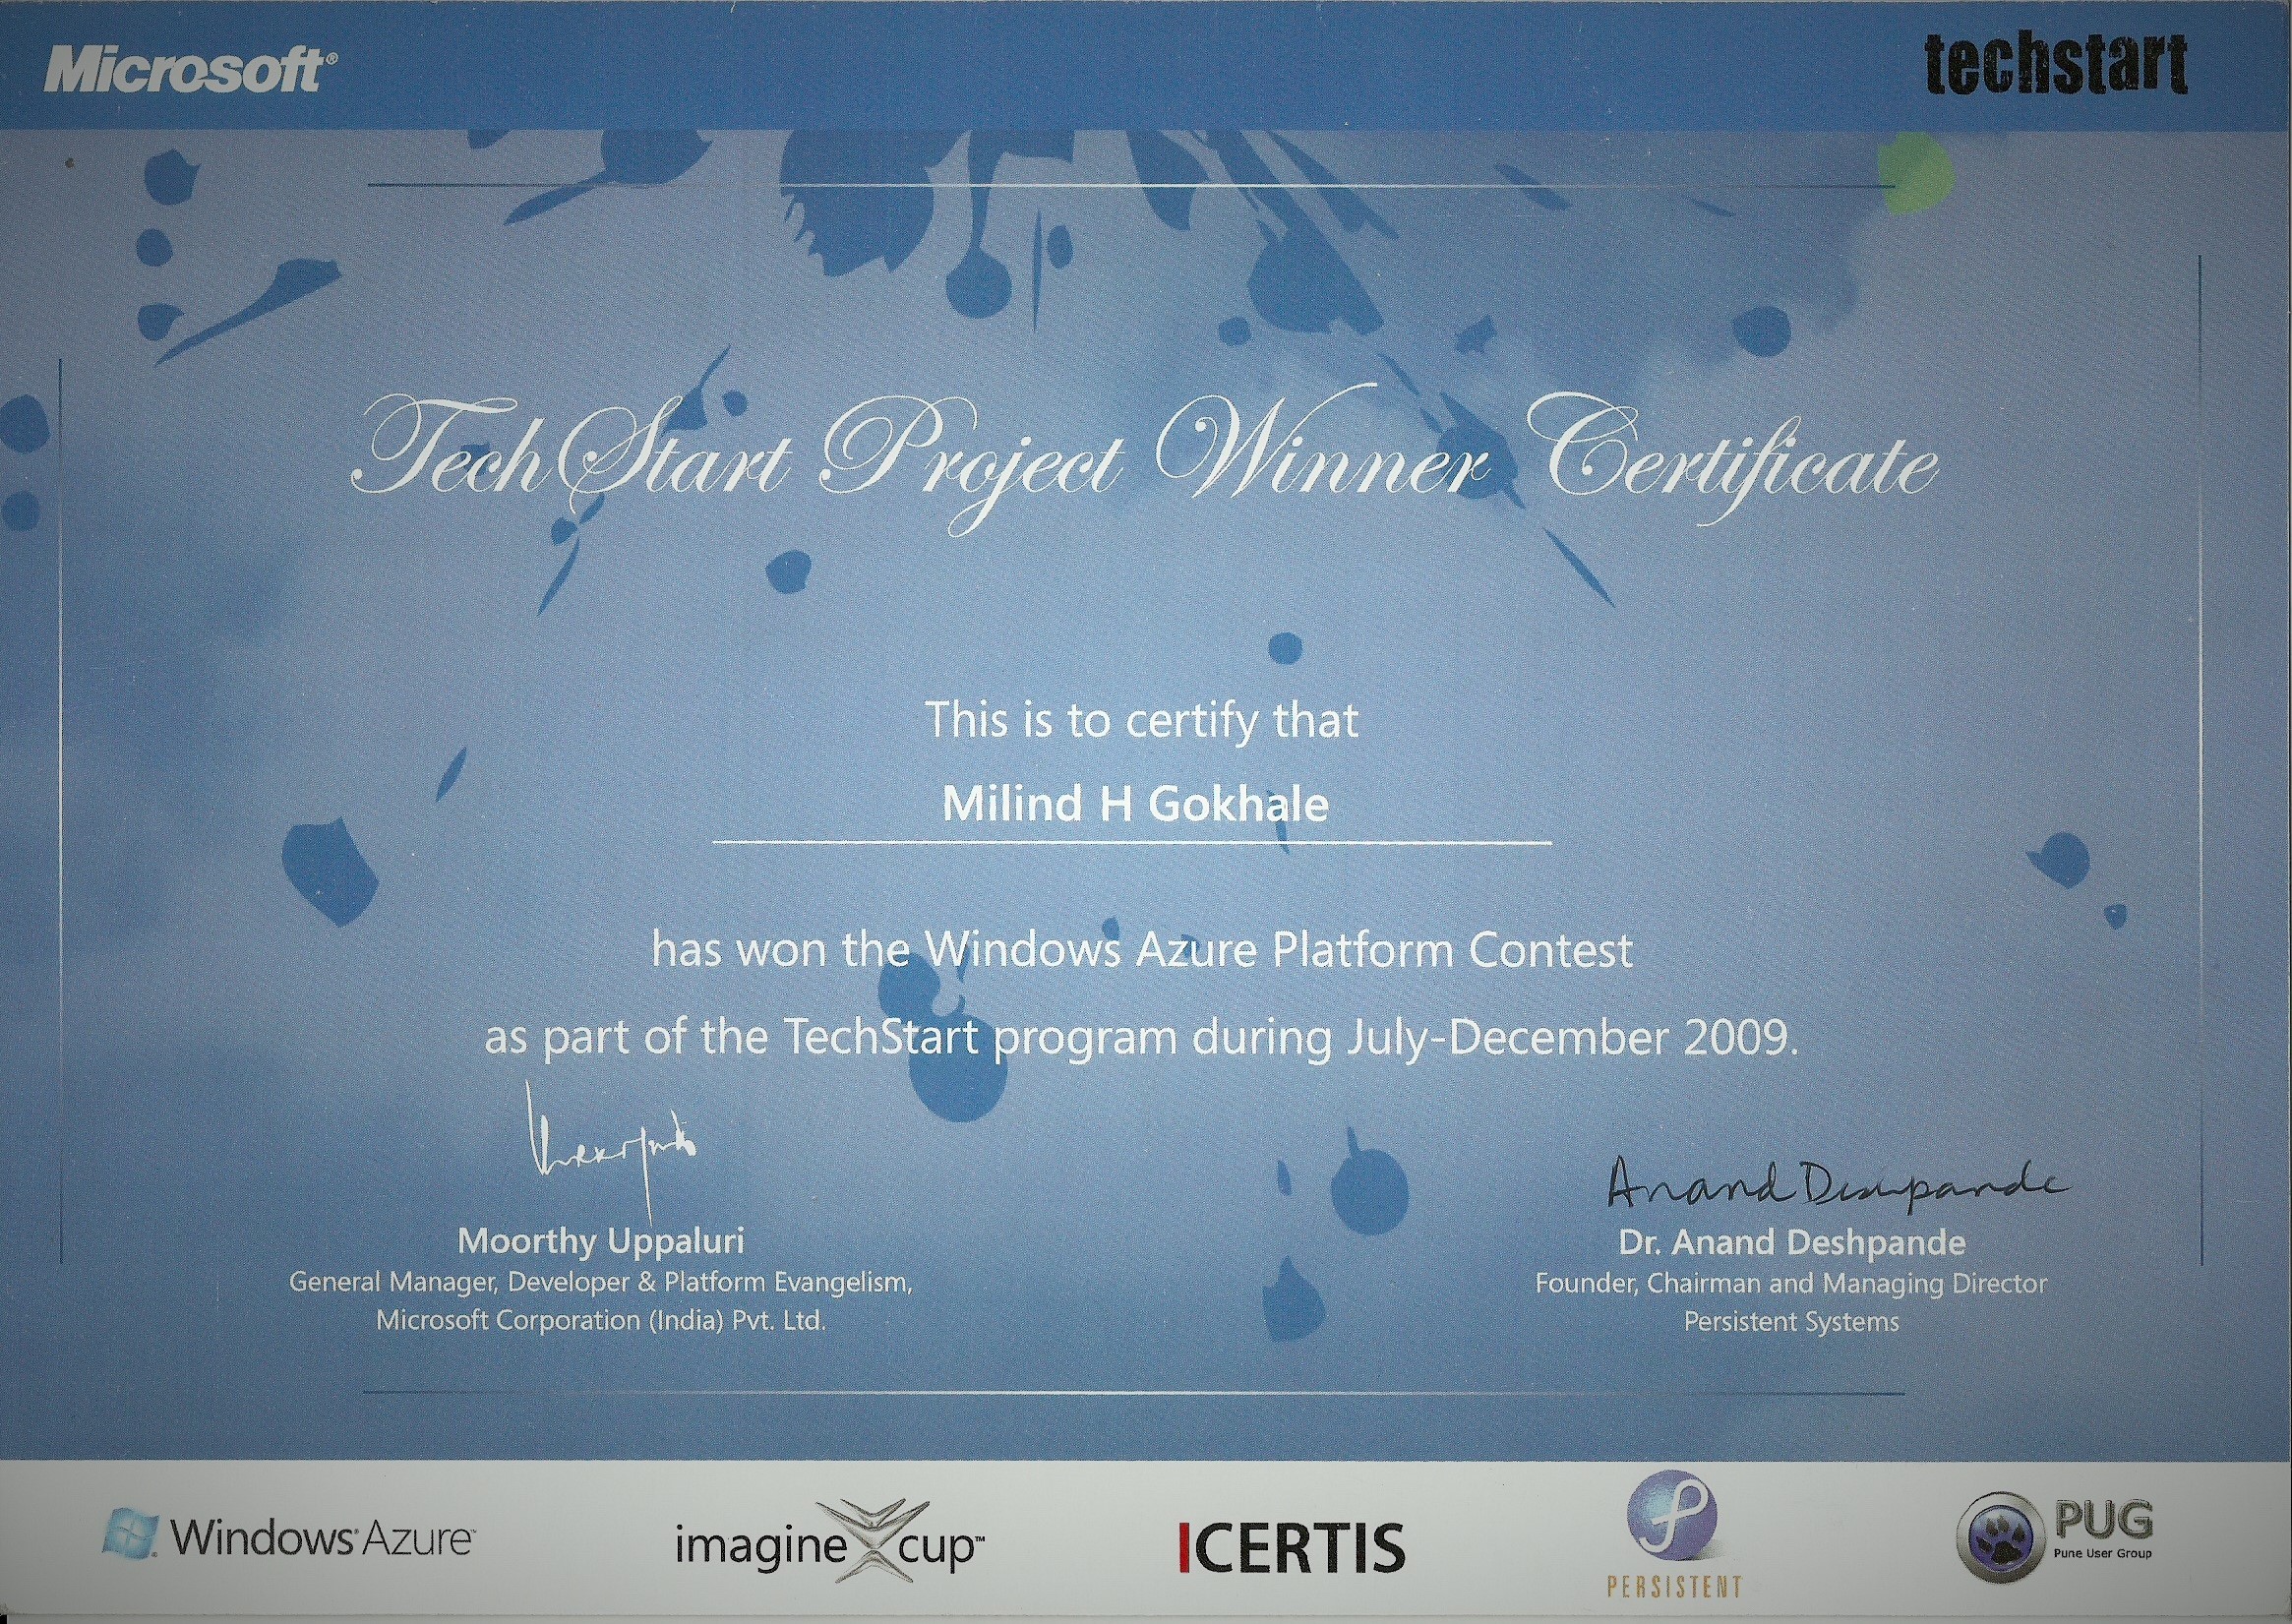 Microsoft®
techstart
TechStart Project Winner Certificate
This is to certify that
Milind H Gokhale
has won the Windows Azure Platform Contest
as part of the TechStart program during July-December 2009.
Anand Deshpande
Moorthy Uppaluri
General Manager, Developer & Platform Evangelism,
Microsoft Corporation (India) Pvt. Ltd.
Dr. Anand Deshpande
Founder, Chairman and Managing Director
Persistent Systems
Windows® Azure™
imagine cup™
ICERTIS
PERSISTENT
PUG
Pune User Group